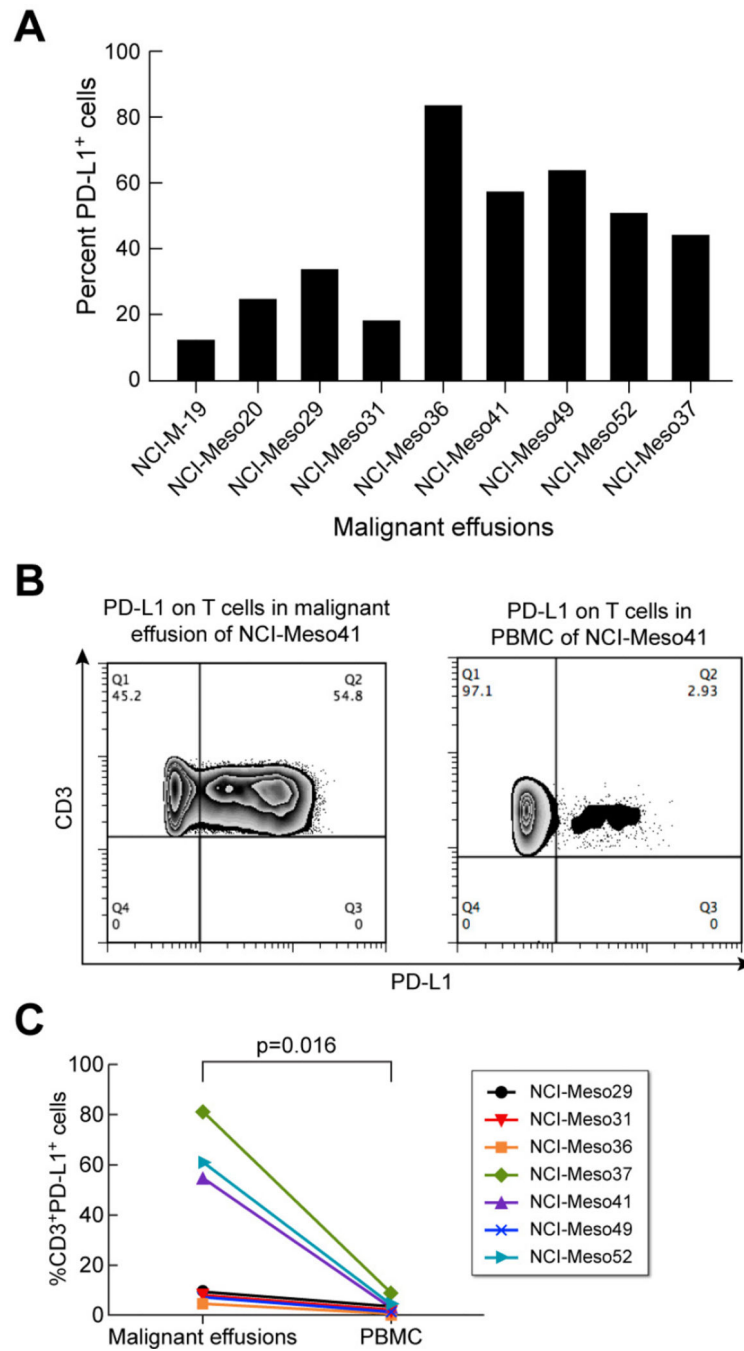 A
100
80
60
40
20
0
Percent PD-L1+ cells
NCI-M-19
NCI-Meso20
NCI-Meso29
NCI-Meso31
NCI-Meso36
NCI-Meso41
NCI-Meso49
NCI-Meso52
NCI-Meso37
Malignant effusions
B
PD-L1 on T cells in malignant
effusion of NCI-Meso41
PD-L1 on T cells in
PBMC of NCI-Meso41
Q1
45.2
Q2
54.8
Q4
0
Q3
0
Q1
97.1
Q2
2.93
Q4
0
Q3
0
CD3
PD-L1
C
p=0.016
100
80
60
40
20
0
%CD3+PD-L1+ cells
Malignant effusions
PBMC
NCI-Meso29
NCI-Meso31
NCI-Meso36
NCI-Meso37
NCI-Meso41
NCI-Meso49
NCI-Meso52